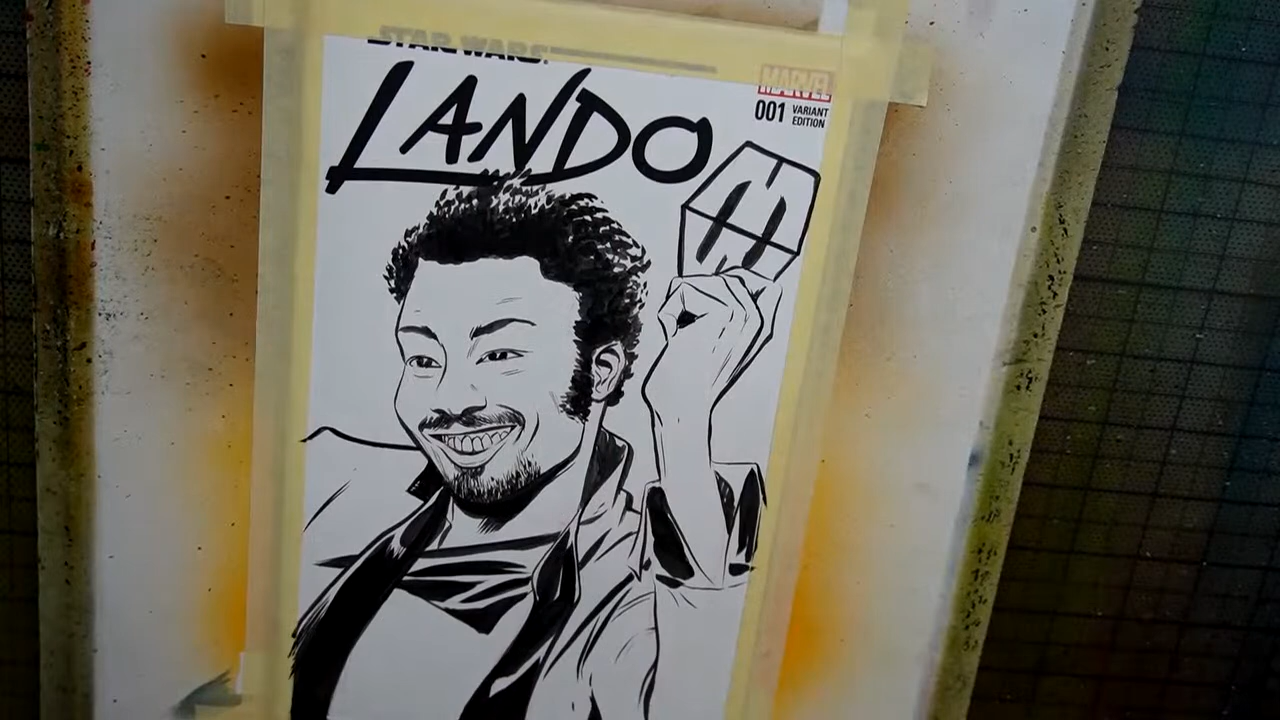 STAR WARS
LANDO
MARVEL
001 VARIANT
EDITION